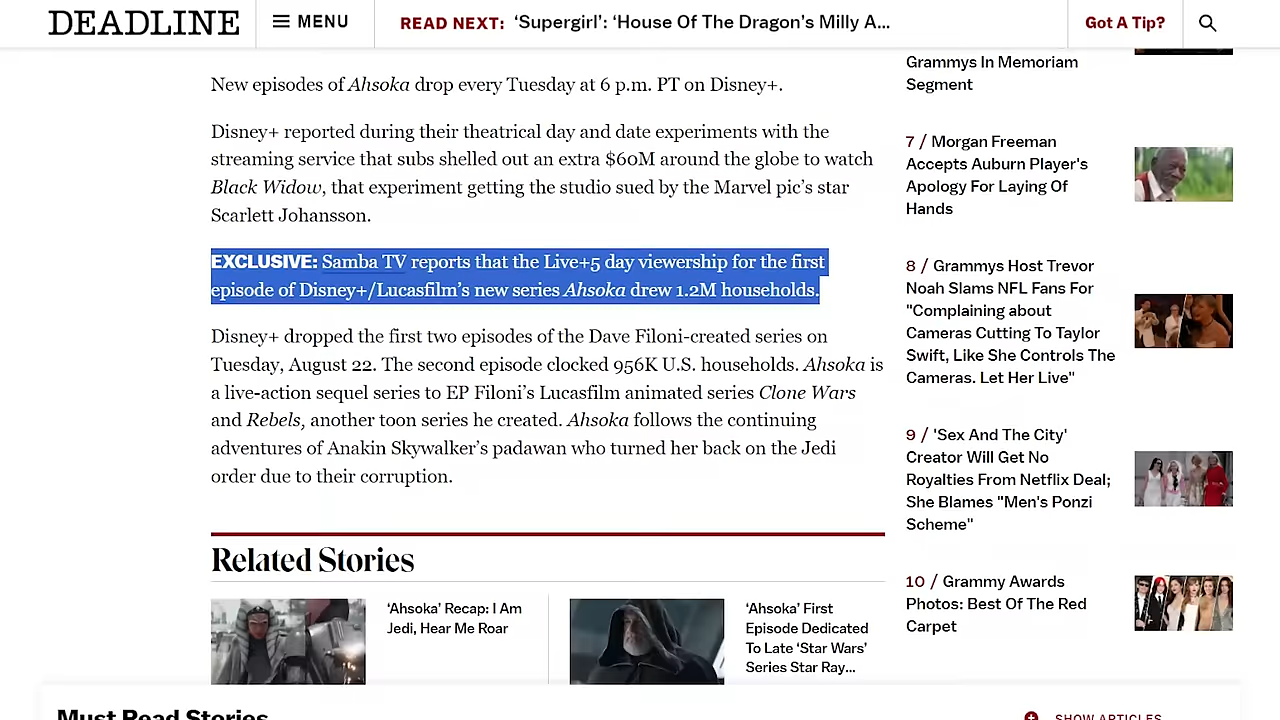 DEADLINE
MENU
READ NEXT: ‘Supergirl’: ‘House Of The Dragon’s Milly A...
Got A Tip?
New episodes of Ahsoka drop every Tuesday at 6 p.m. PT on Disney+.
Disney+ reported during their theatrical day and date experiments with the
streaming service that subs shelled out an extra $60M around the globe to watch
Black Widow, that experiment getting the studio sued by the Marvel pic’s star
Scarlett Johansson.
EXCLUSIVE: Samba TV reports that the Live+5 day viewership for the first
episode of Disney+/Lucasfilm’s new series Ahsoka drew 1.2M households.
Disney+ dropped the first two episodes of the Dave Filoni-created series on
Tuesday, August 22. The second episode clocked 956K U.S. households. Ahsoka is
a live-action sequel series to EP Filoni’s Lucasfilm animated series Clone Wars
and Rebels, another toon series he created. Ahsoka follows the continuing
adventures of Anakin Skywalker’s padawan who turned her back on the Jedi
order due to their corruption.
Related Stories
‘Ahsoka’ Recap: I Am
Jedi, Hear Me Roar
‘Ahsoka’ First
Episode Dedicated
To Late ‘Star Wars’
Series Star Ray...
Grammys In Memoriam
Segment
7 / Morgan Freeman
Accepts Auburn Player's
Apology For Laying Of
Hands
8 / Grammys Host Trevor
Noah Slams NFL Fans For
"Complaining about
Cameras Cutting To Taylor
Swift, Like She Controls The
Cameras. Let Her Live"
9 / 'Sex And The City'
Creator Will Get No
Royalties From Netflix Deal;
She Blames "Men's Ponzi
Scheme"
10 / Grammy Awards
Photos: Best Of The Red
Carpet
Must Read Stories
SHOW ARTICLES